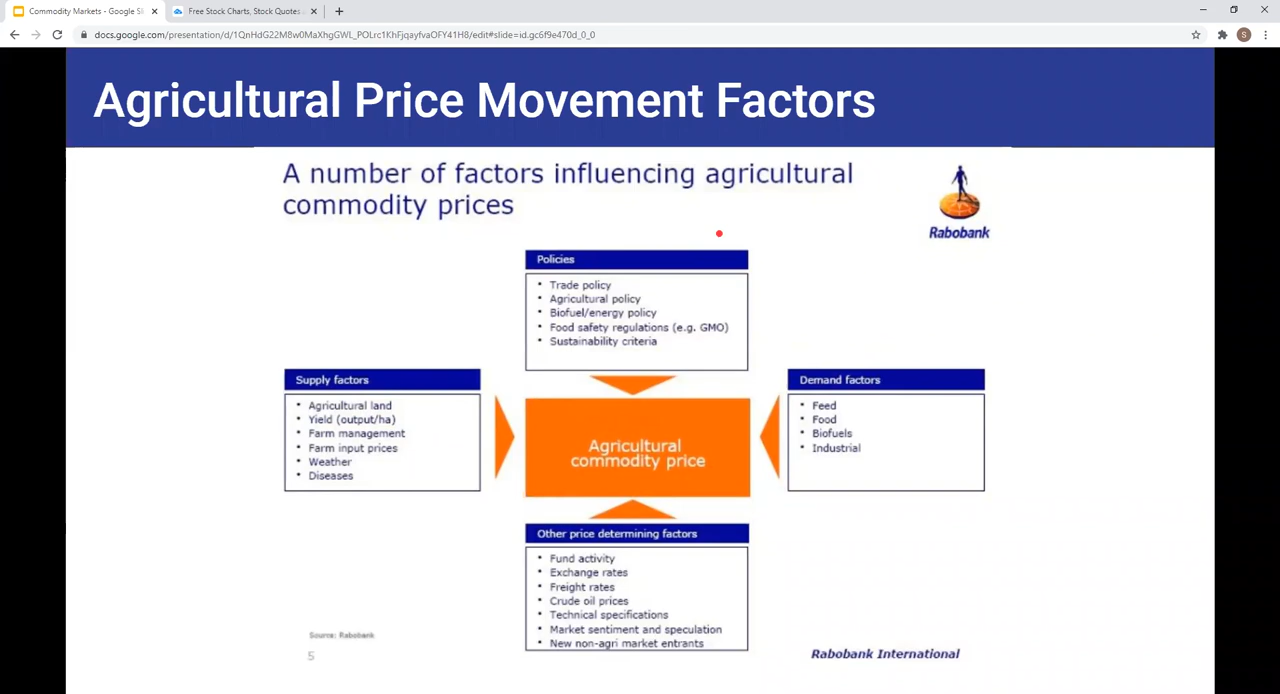 Commodity Markets - Google Sl
Free Stock Charts, Stock Quotes a
docs.google.com/presentation/d/1QnHdG22M8w0MaXhgGWL_POLrc1KhFjqayfvaOFY41H8/edit#slide=id.gc6f9e470d_0_0
S
Agricultural Price Movement Factors
A number of factors influencing agricultural
commodity prices
Rabobank
Policies
• Trade policy
• Agricultural policy
• Biofuel/energy policy
• Food safety regulations (e.g. GMO)
• Sustainability criteria
Supply factors
• Agricultural land
• Yield (output/ha)
• Farm management
• Farm input prices
• Weather
• Diseases
Agricultural
commodity price
Demand factors
• Feed
• Food
• Biofuels
• Industrial
Other price determining factors
• Fund activity
• Exchange rates
• Freight rates
• Crude oil prices
• Technical specifications
• Market sentiment and speculation
• New non-agri market entrants
Source: Rabobank
5
Rabobank International